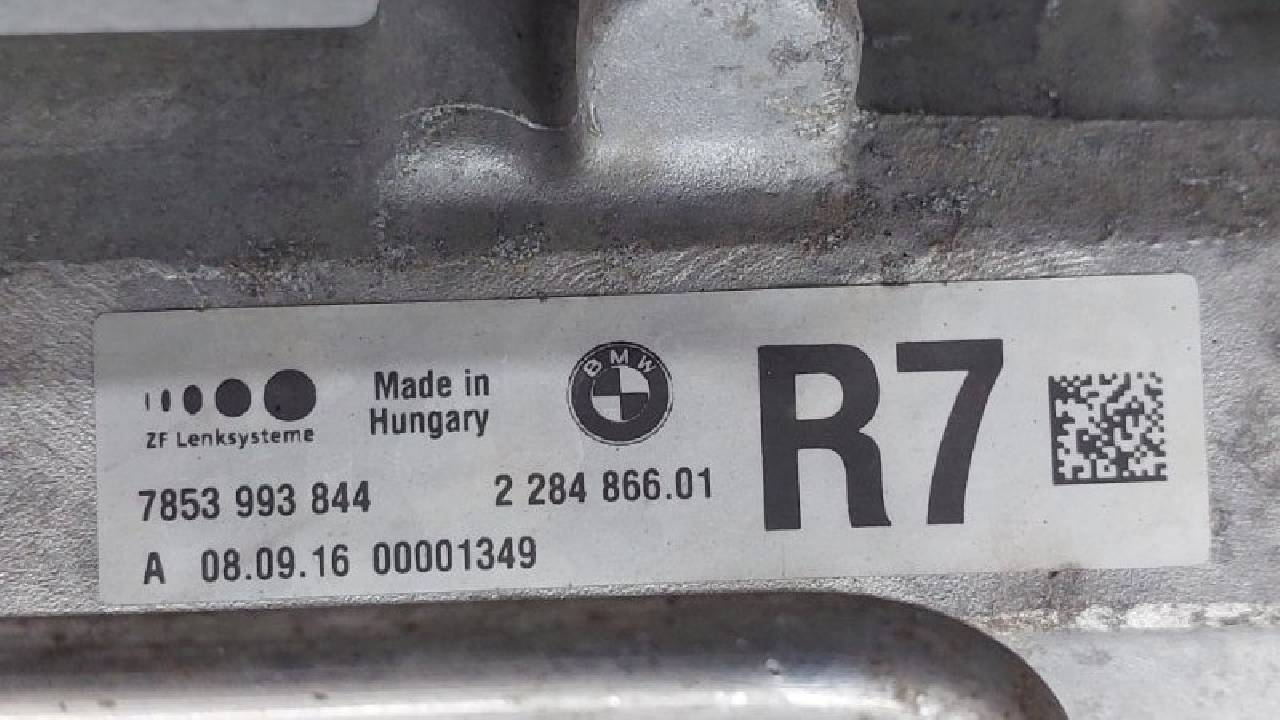 ZF Lenksysteme
Made in
Hungary
BMW
R7
7853 993 844
2 284 866.01
A 08.09.16 00001349